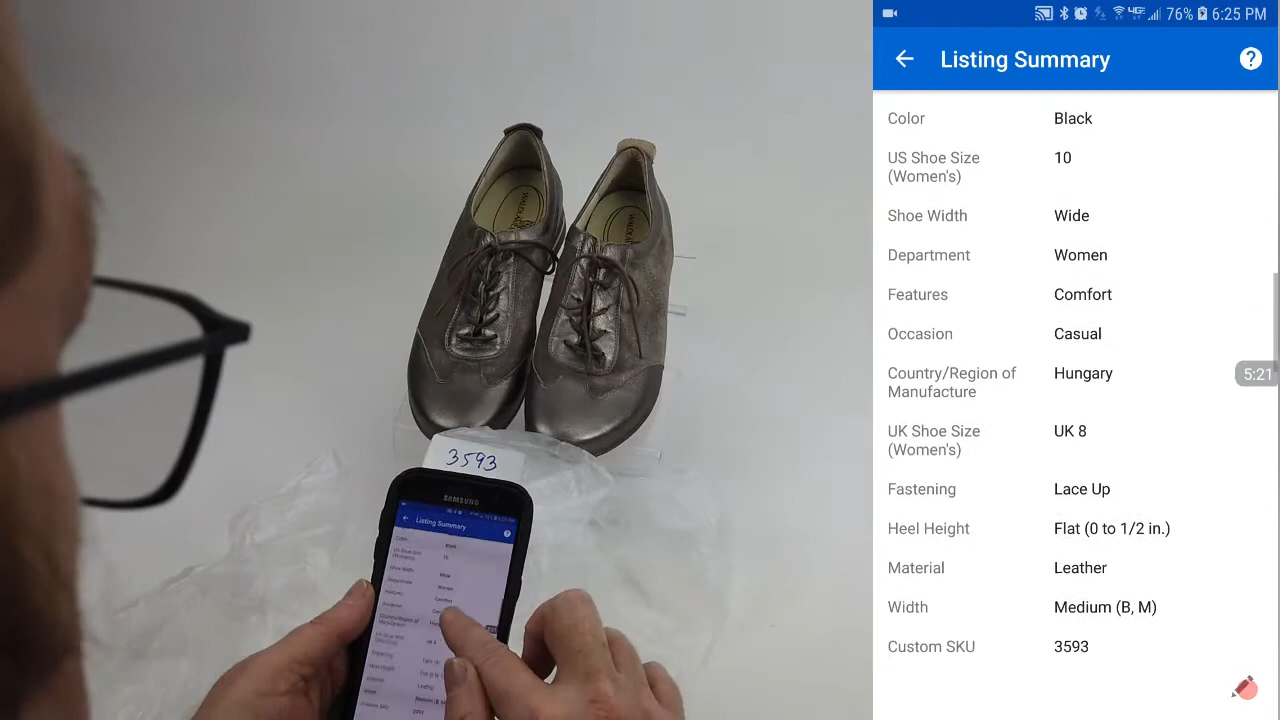 76% 6:25 PM
Listing Summary
Color Black
US Shoe Size 10
(Women's)
Shoe Width Wide
Department Women
Features Comfort
Occasion Casual
Country/Region of Hungary
Manufacture
5:21
UK Shoe Size UK 8
(Women's)
Fastening Lace Up
Heel Height Flat (0 to 1/2 in.)
Material Leather
Width Medium (B, M)
Custom SKU 3593
3593
SAMSUNG
Listing Summary